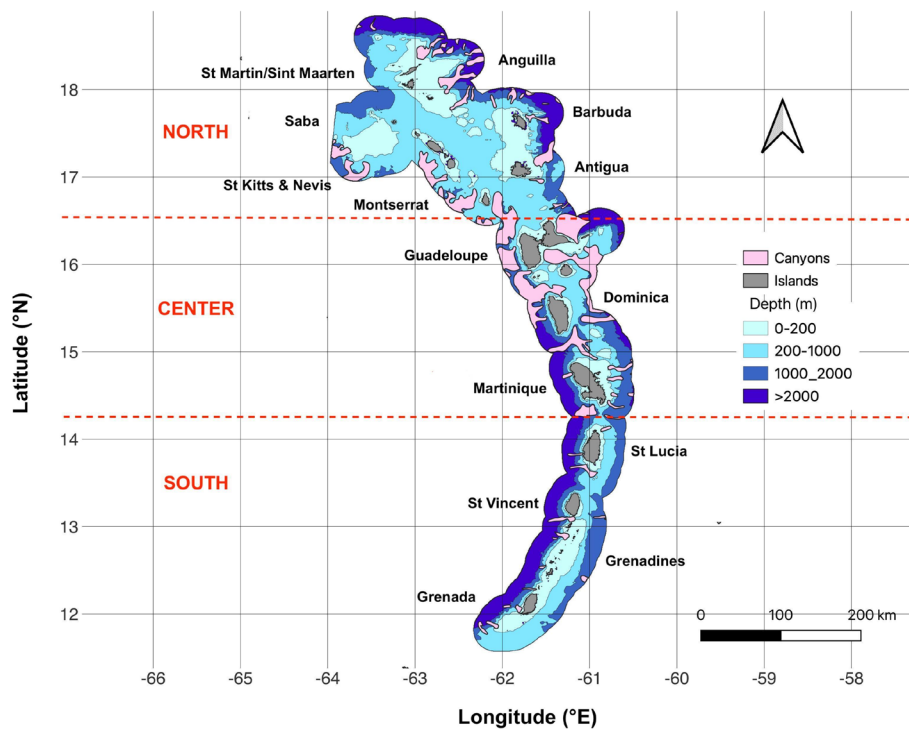 Anguilla
St Martin/Sint Maarten
18
Barbuda
Saba
NORTH
Antigua
17
St Kitts & Nevis
Montserrat
Guadeloupe
Canyons
16
Islands
Dominica
Depth (m)
CENTER
0-200
15
200-1000
1000_2000
Martinique
>2000
14
St Lucia
SOUTH
St Vincent
13
Grenadines
Grenada
12
0 100 200 km
-66 -65 -64 -63 -62 -61 -60 -59 -58 -57
Longitude (°E)
Latitude (°N)